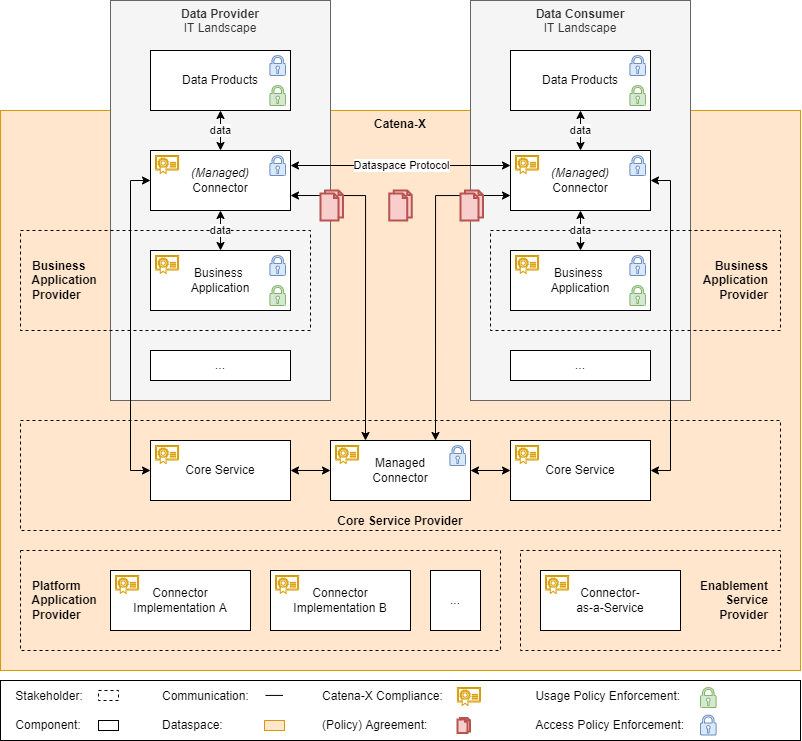 Data Provider
IT Landscape
Data Consumer
IT Landscape
Data Products
Data Products
data
Catena-X
data
(Managed)
Connector
Dataspace Protocol
(Managed)
Connector
data
data
Business
Application
Provider
Business
Application
Business
Application
Business
Application
Provider
...
...
Core Service
Managed
Connector
Core Service
Core Service Provider
Platform
Application
Provider
Connector
Implementation A
Connector
Implementation B
...
Connector-
as-a-Service
Enablement
Service
Provider
Stakeholder:
Communication:
Catena-X Compliance:
Usage Policy Enforcement:
Component:
Dataspace:
(Policy) Agreement:
Access Policy Enforcement: